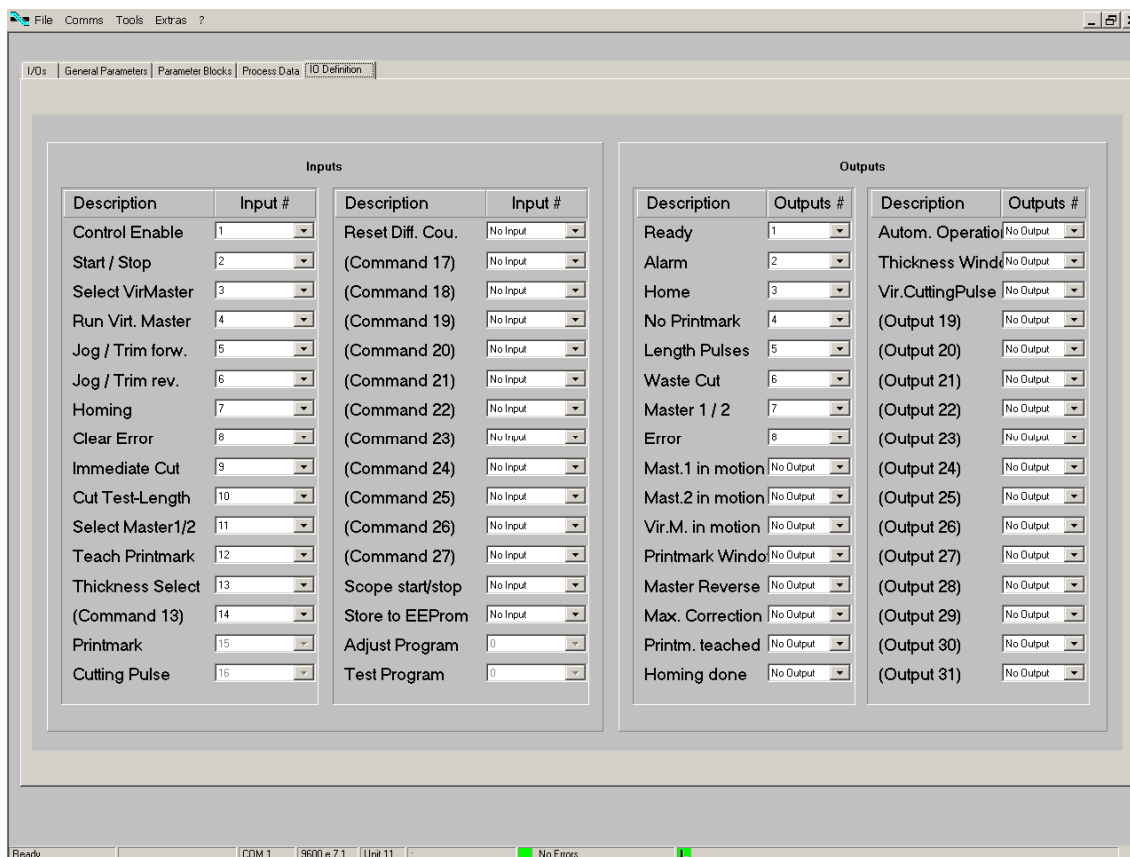 File Comms Tools Extras ?
I/Os General Parameters Parameter Blocks Process Data IO Definition
Inputs
Description Input #
Control Enable 1
Start / Stop 2
Select VirMaster 3
Run Virt. Master 4
Jog / Trim forw. 5
Jog / Trim rev. 6
Homing 7
Clear Error 8
Immediate Cut 9
Cut Test-Length 10
Select Master1/2 11
Teach Printmark 12
Thickness Select 13
(Command 13) 14
Printmark 15
Cutting Pulse 16
Description Input #
Reset Diff. Cou. No Input
(Command 17) No Input
(Command 18) No Input
(Command 19) No Input
(Command 20) No Input
(Command 21) No Input
(Command 22) No Input
(Command 23) No Input
(Command 24) No Input
(Command 25) No Input
(Command 26) No Input
(Command 27) No Input
Scope start/stop No Input
Store to EEProm No Input
Adjust Program 0
Test Program 0
Outputs
Description Outputs #
Ready 1
Alarm 2
Home 3
No Printmark 4
Length Pulses 5
Waste Cut 6
Master 1 / 2 7
Error 8
Mast.1 in motion No Output
Mast.2 in motion No Output
Vir.M. in motion No Output
Printmark Windo No Output
Master Reverse No Output
Max. Correction No Output
Printm. teached No Output
Homing done No Output
Description Outputs #
Autom. Operatio No Output
Thickness Wind No Output
Vir.CuttingPulse No Output
(Output 19) No Output
(Output 20) No Output
(Output 21) No Output
(Output 22) No Output
(Output 23) No Output
(Output 24) No Output
(Output 25) No Output
(Output 26) No Output
(Output 27) No Output
(Output 28) No Output
(Output 29) No Output
(Output 30) No Output
(Output 31) No Output
Ready COM 1 9600 e 7 1 Unit 11 No Errors